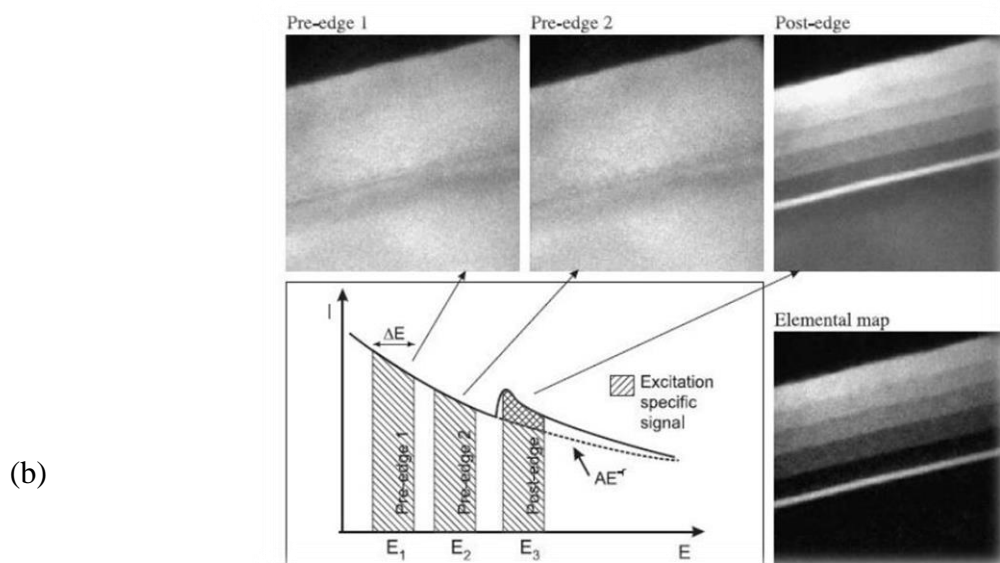 Pre-edge 1
Pre-edge 2
Post-edge
I
ΔE
Pre-edge 1
Pre-edge 2
Post-edge
Excitation
specific
signal
AE⁻ʳ
E₁
E₂
E₃
E
Elemental map
(b)